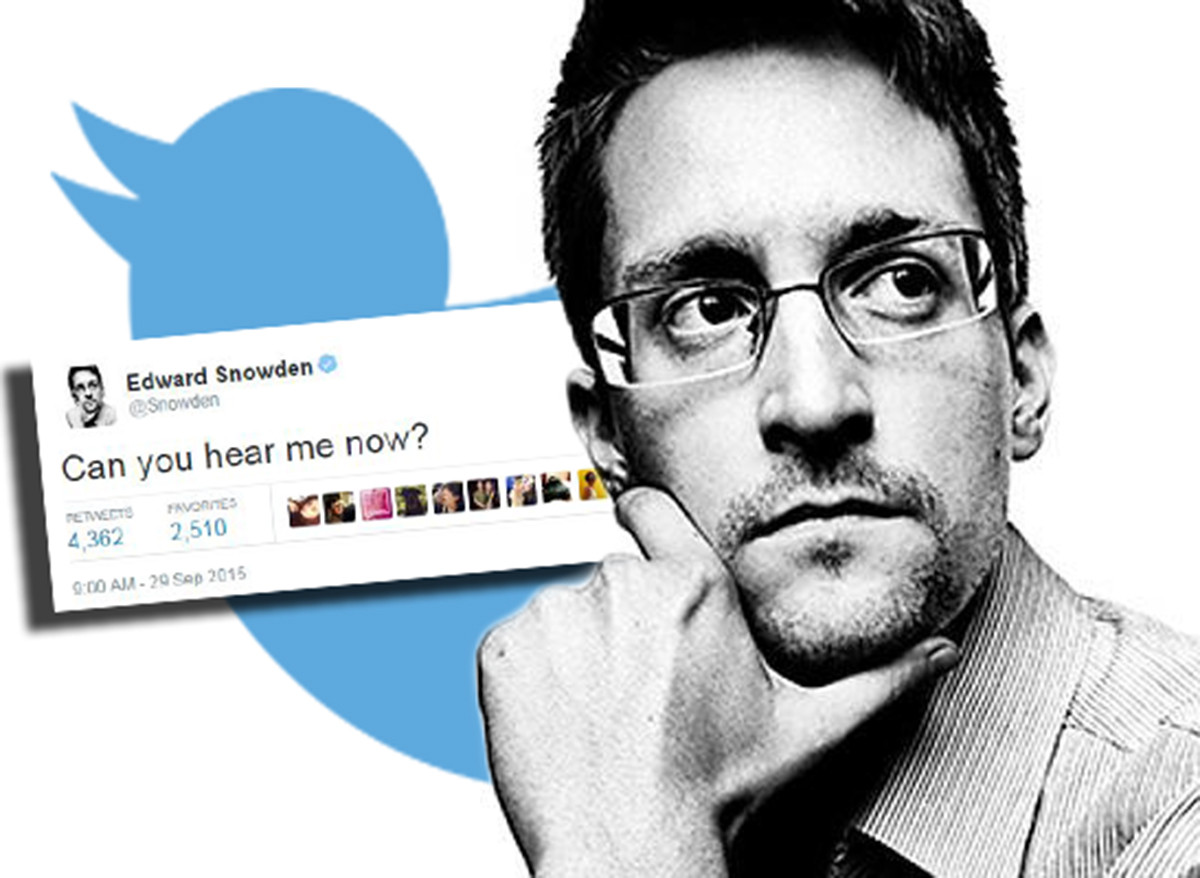 Edward Snowden
@Snowden
Can you hear me now?
RETWEETS FAVORITES
4,362 2,510
9:00 AM - 29 Sep 2015